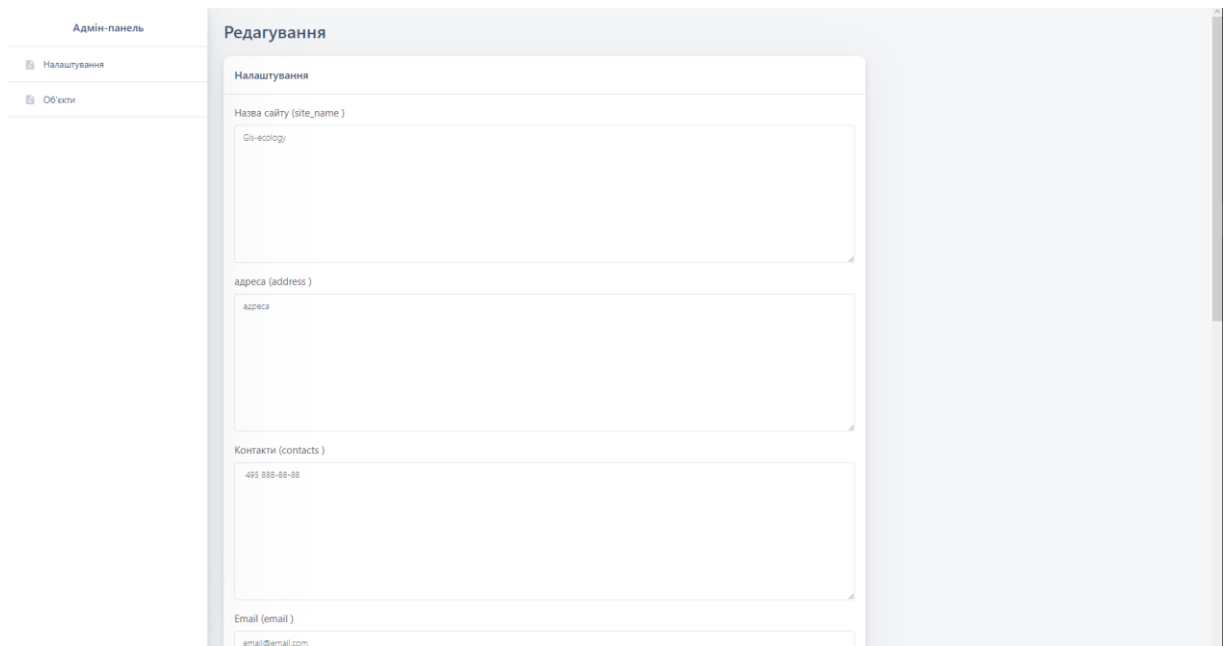 Адмін-панель
Налаштування
Об'єкти
Редагування
Налаштування
Назва сайту (site_name )
Gis-ecology
адреса (address )
адреса
Контакти (contacts )
495 888-88-88
Email (email )
email@email.com